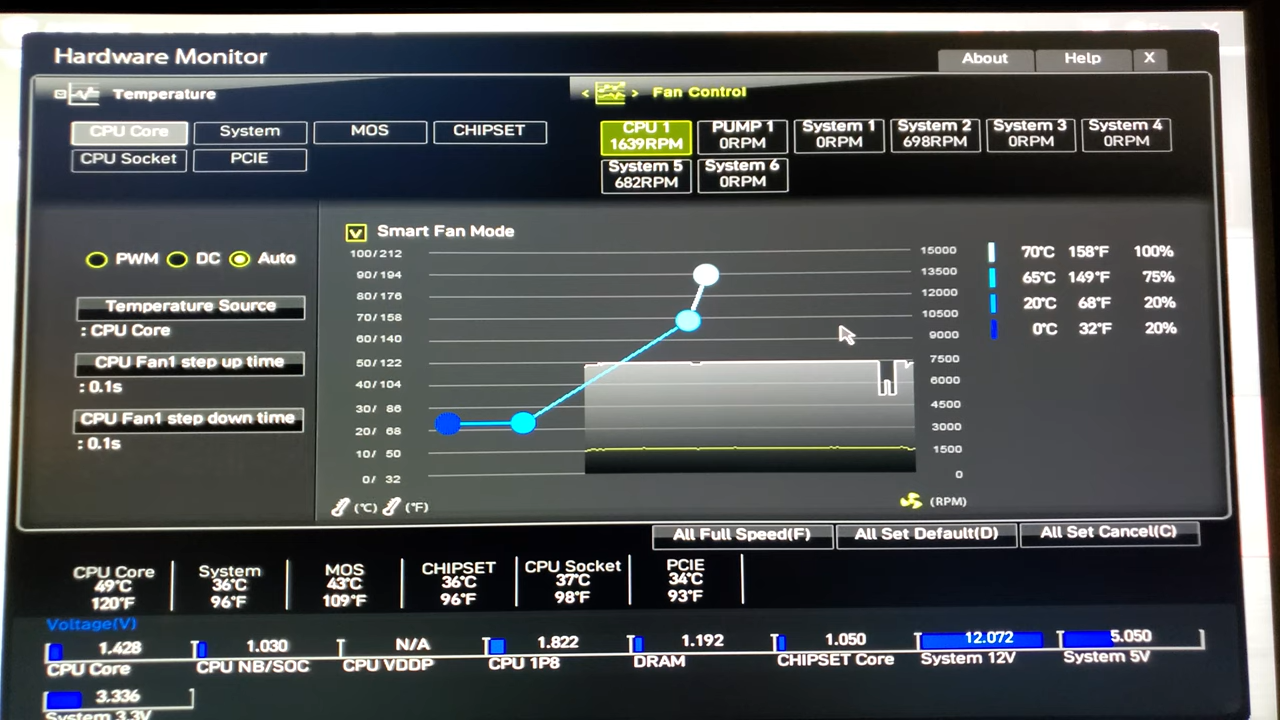 Hardware Monitor
About Help X
Temperature
< > Fan Control
CPU Core System MOS CHIPSET
CPU Socket PCIE
CPU 1 PUMP 1 System 1 System 2 System 3 System 4
1639RPM 0RPM 0RPM 698RPM 0RPM 0RPM
System 5 System 6
682RPM 0RPM
Smart Fan Mode
PWM DC Auto
Temperature Source
: CPU Core
CPU Fan1 step up time
: 0.1s
CPU Fan1 step down time
: 0.1s
100/212 15000
90/194 13500
80/176 12000
70/158 10500
60/140 9000
50/122 7500
40/104 6000
30/ 86 4500
20/ 68 3000
10/ 50 1500
0/ 32 0
(°C) (°F) (RPM)
70°C 158°F 100%
65°C 149°F 75%
20°C 68°F 20%
0°C 32°F 20%
All Full Speed(F) All Set Default(D) All Set Cancel(C)
CPU Core System MOS CHIPSET CPU Socket PCIE
49°C 36°C 43°C 36°C 37°C 34°C
120°F 96°F 109°F 96°F 98°F 93°F
Voltage(V)
1.428 1.030 N/A 1.822 1.192 1.050 12.072 5.050
CPU Core CPU NB/SOC CPU VDDP CPU 1P8 DRAM CHIPSET Core System 12V System 5V
3.336
System 3.3V